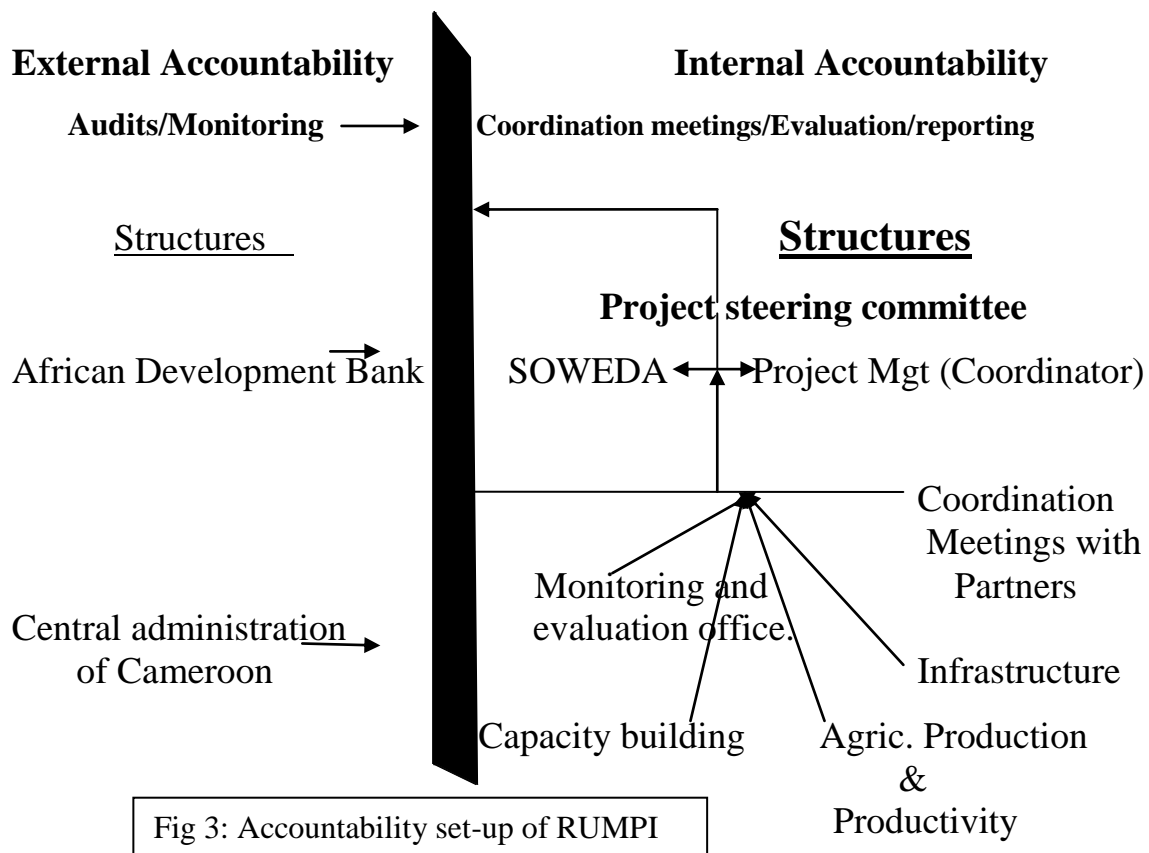 External Accountability
Internal Accountability
Audits/Monitoring
Coordination meetings/Evaluation/reporting
Structures
Structures
Project steering committee
African Development Bank
SOWEDA
Project Mgt (Coordinator)
Coordination
Meetings with
Partners
Monitoring and
evaluation office.
Central administration
of Cameroon
Infrastructure
Capacity building
Agric. Production
&
Productivity
Fig 3: Accountability set-up of RUMPI